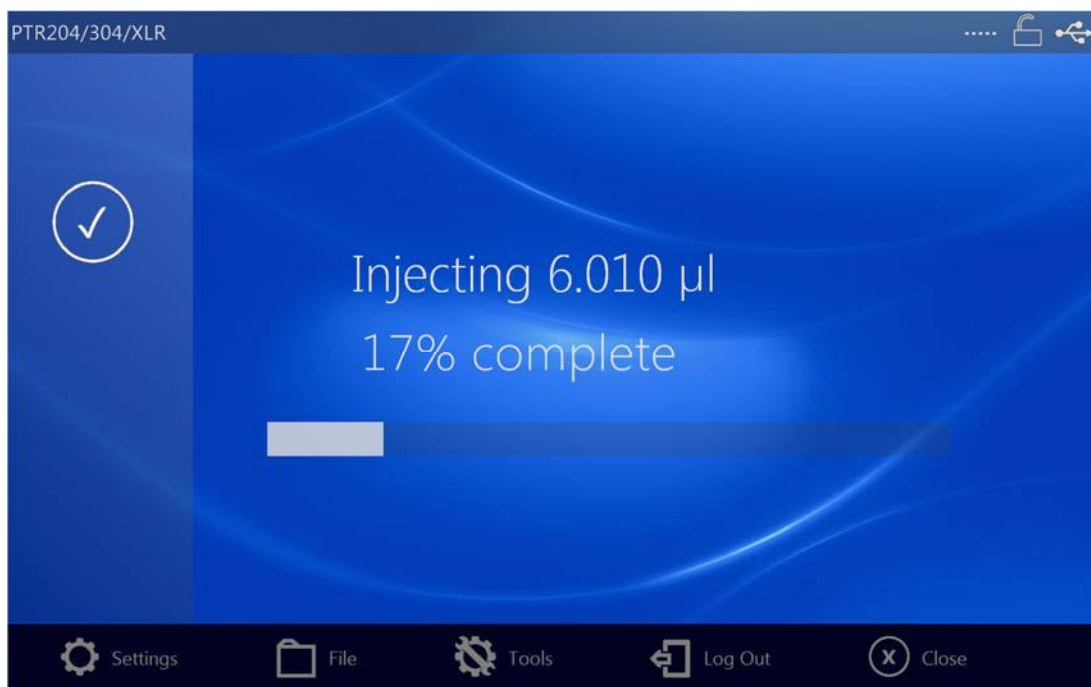 PTR204/304/XLR
Injecting 6.010 µl
17% complete
Settings
File
Tools
Log Out
X
Close